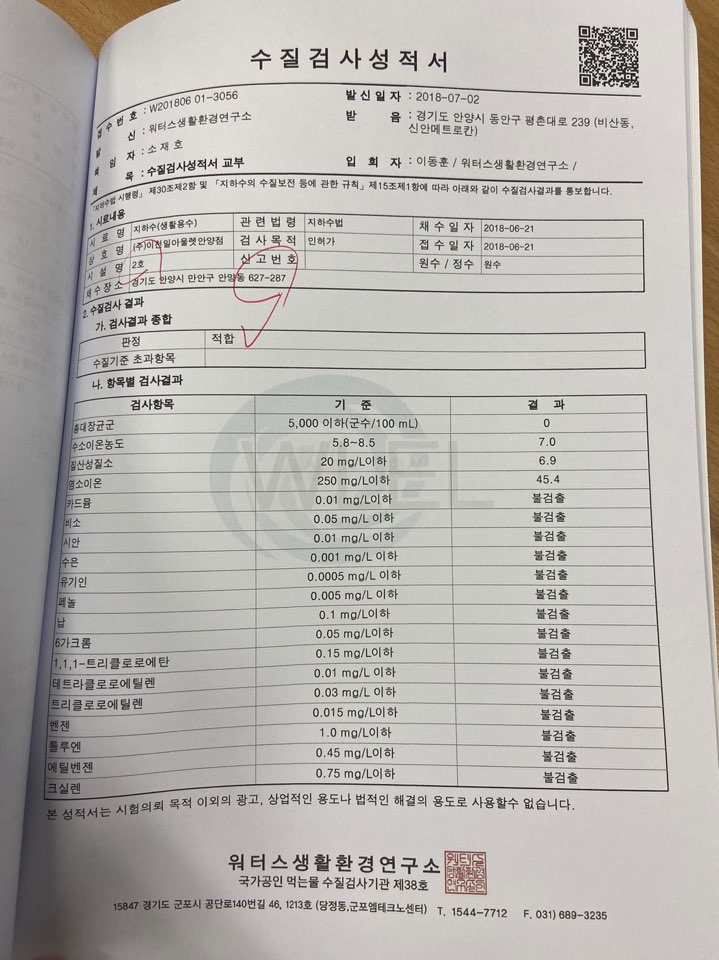 수질검사성적서
접수번호 : W201806 01-3056 발신일자 : 2018-07-02
발 신 : 워터스생활환경연구소 받 음 : 경기도 안양시 동안구 평촌대로 239 (비산동,
신안메트로칸)
책 임 자 : 소재호 입 회 자 : 이동훈 / 워터스생활환경연구소 /
제 목 : 수질검사성적서 교부
「지하수법 시행령」 제30조제2항 및 「지하수의 수질보전 등에 관한 규칙」 제15조제1항에 따라 아래와 같이 수질검사결과를 통보합니다.
1. 시료내용
시 료 명 지하수(생활용수) 관련법령 지하수법 채수일자 2018-06-21
상 호 명 (주)이천일아울렛안양점 검사목적 인허가 접수일자 2018-06-21
시 설 명 2호 신고번호 원수 / 정수 원수
채수장소 경기도 안양시 만안구 안양동 627-287
2. 수질검사 결과
가. 검사결과 종합
판정 적합
수질기준 초과항목
나. 항목별 검사결과
검사항목 기 준 결 과
총대장균군 5,000 이하(군수/100 mL) 0
수소이온농도 5.8~8.5 7.0
질산성질소 20 mg/L이하 6.9
염소이온 250 mg/L이하 45.4
카드뮴 0.01 mg/L 이하 불검출
비소 0.05 mg/L 이하 불검출
시안 0.01 mg/L 이하 불검출
수은 0.001 mg/L 이하 불검출
유기인 0.0005 mg/L 이하 불검출
페놀 0.005 mg/L 이하 불검출
납 0.1 mg/L이하 불검출
6가크롬 0.05 mg/L이하 불검출
1,1,1-트리클로로에탄 0.15 mg/L이하 불검출
테트라클로로에틸렌 0.01 mg/L 이하 불검출
트리클로로에틸렌 0.03 mg/L이하 불검출
벤젠 0.015 mg/L이하 불검출
톨루엔 1.0 mg/L이하 불검출
에틸벤젠 0.45 mg/L이하 불검출
크실렌 0.75 mg/L이하 불검출
본 성적서는 시험의뢰 목적 이외의 광고, 상업적인 용도나 법적인 해결의 용도로 사용할수 없습니다.
워터스생활환경연구소
국가공인 먹는물 수질검사기관 제38호
15847 경기도 군포시 공단로140번길 46, 1213호 (당정동,군포엠테크노센터) T. 1544-7712 F. 031) 689-3235